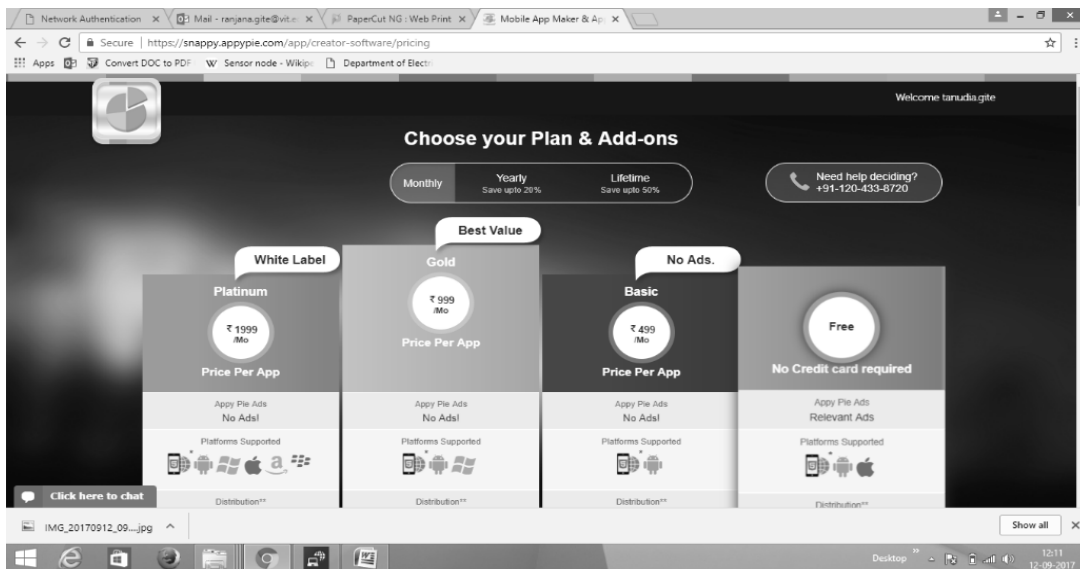 Network Authentication
Mail - ranjana.gite@vit.e
PaperCut NG : Web Print
Mobile App Maker & Ap
Secure
https://snappy.appypie.com/app/creator-software/pricing
Apps
Convert DOC to PDF
W Sensor node - Wikip
Department of Electr
Welcome tanudia.gite
Choose your Plan & Add-ons
Monthly
Yearly
Save upto 20%
Lifetime
Save upto 50%
Need help deciding?
+91-120-433-8720
White Label
Best Value
No Ads.
Platinum
₹ 1999
/Mo
Price Per App
Appy Pie Ads
No Ads!
Platforms Supported
Distribution**
Gold
₹ 999
/Mo
Price Per App
Appy Pie Ads
No Ads!
Platforms Supported
Distribution**
Basic
₹ 499
/Mo
Price Per App
Appy Pie Ads
No Ads!
Platforms Supported
Distribution**
Free
No Credit card required
Appy Pie Ads
Relevant Ads
Platforms Supported
Distribution**
Click here to chat
IMG_20170912_09....jpg
Show all
Desktop
12:11
12-09-2017